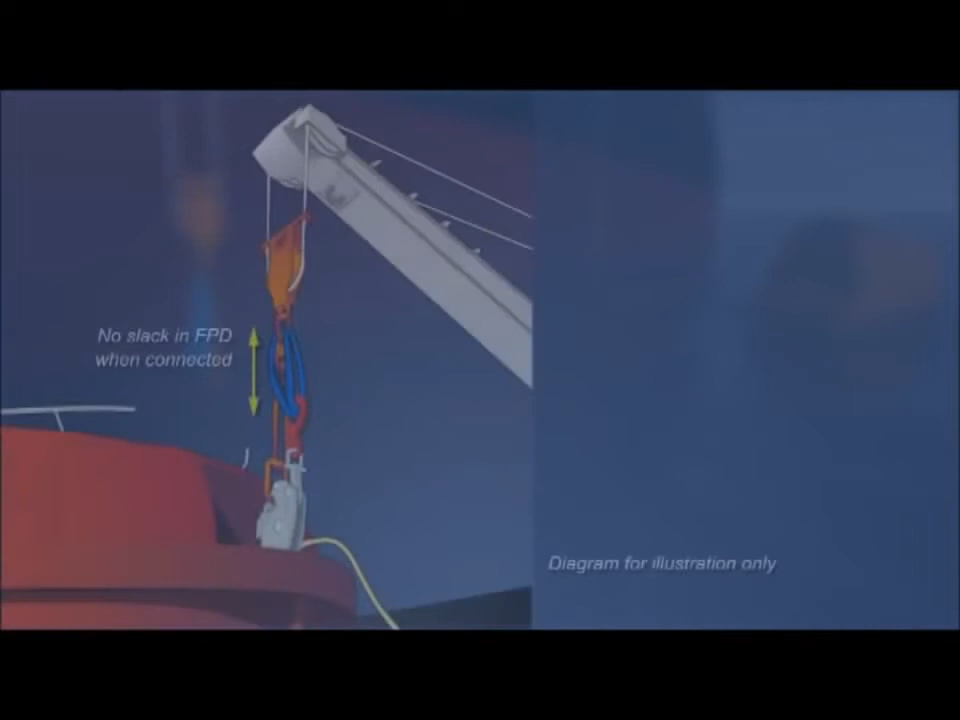 No slack in FPD
when connected
Diagram for illustration only